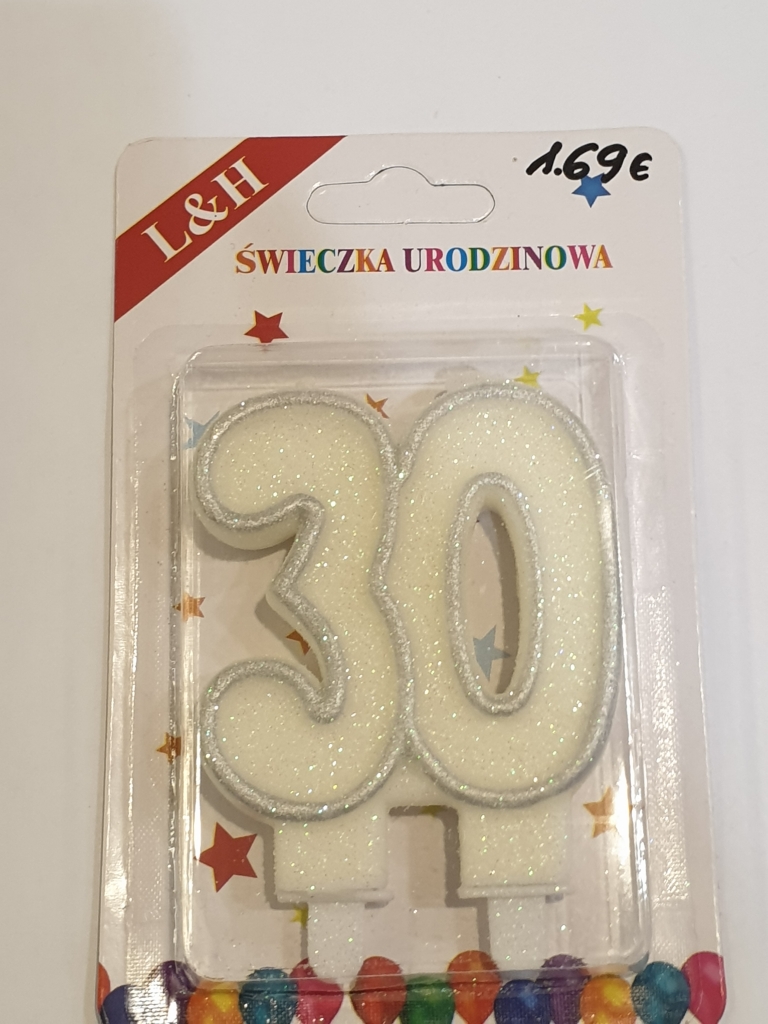 L&H
1.69€
ŚWIECZKA URODZINOWA
30